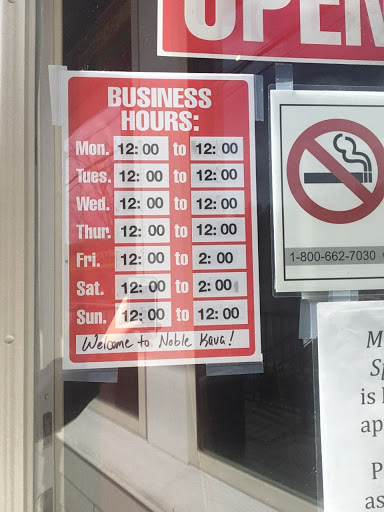 OPEN
BUSINESS
HOURS:
Mon. 12:00 to 12:00
Tues. 12:00 to 12:00
Wed. 12:00 to 12:00
Thur. 12:00 to 12:00
Fri. 12:00 to 2:00
Sat. 12:00 to 2:00
Sun. 12:00 to 12:00
Welcome to Noble Kava!
1-800-662-7030
is